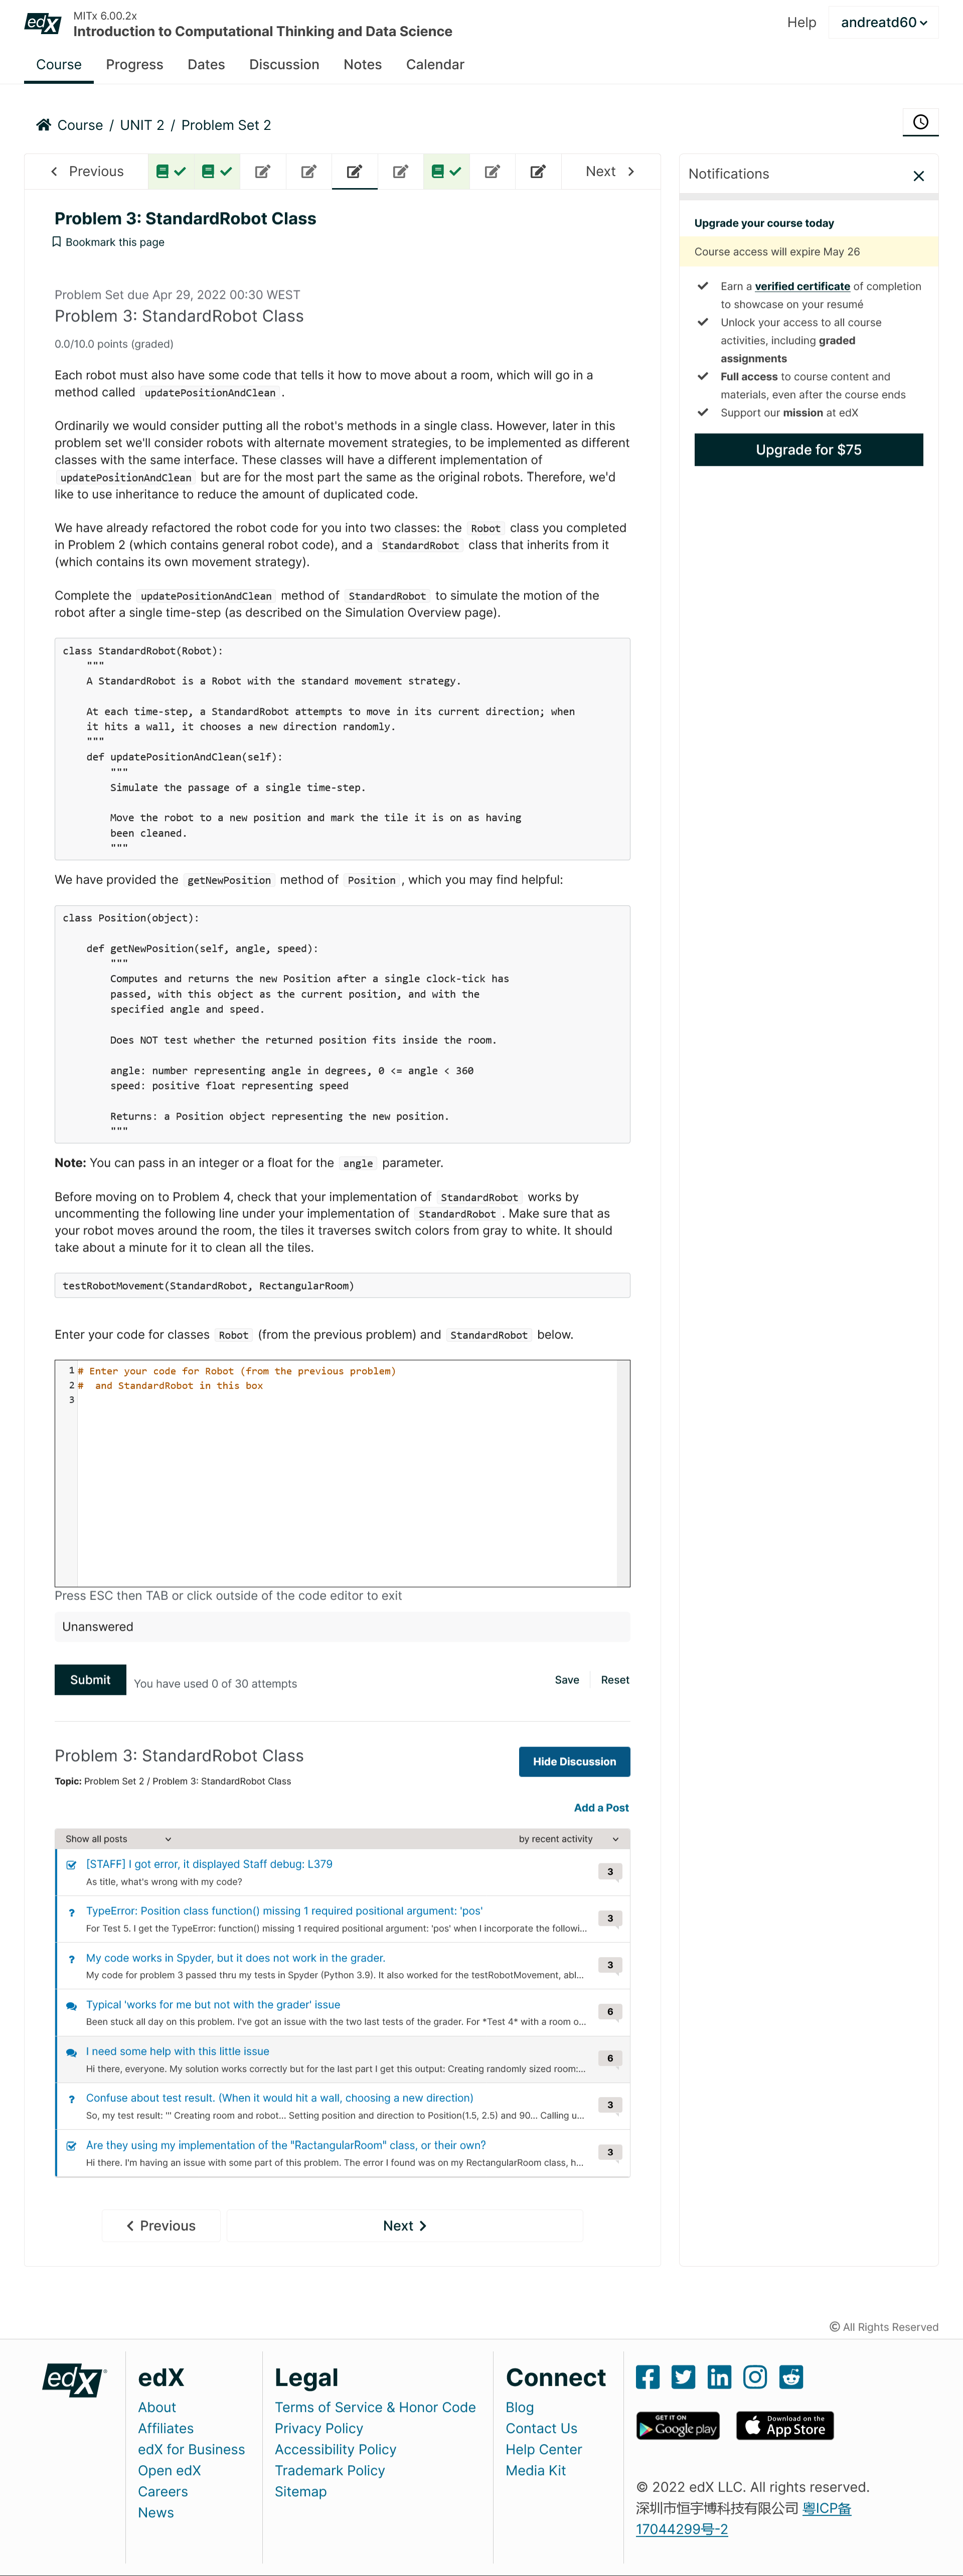 edX
MITx 6.00.2x
Introduction to Computational Thinking and Data Science
Help
andreatd60
Course
Progress
Dates
Discussion
Notes
Calendar
Course / UNIT 2 / Problem Set 2
Previous
Next
Problem 3: StandardRobot Class
Bookmark this page
Problem Set due Apr 29, 2022 00:30 WEST
Problem 3: StandardRobot Class
0.0/10.0 points (graded)
Each robot must also have some code that tells it how to move about a room, which will go in a
method called updatePositionAndClean .
Ordinarily we would consider putting all the robot's methods in a single class. However, later in this
problem set we'll consider robots with alternate movement strategies, to be implemented as different
classes with the same interface. These classes will have a different implementation of
updatePositionAndClean but are for the most part the same as the original robots. Therefore, we'd
like to use inheritance to reduce the amount of duplicated code.
We have already refactored the robot code for you into two classes: the Robot class you completed
in Problem 2 (which contains general robot code), and a StandardRobot class that inherits from it
(which contains its own movement strategy).
Complete the updatePositionAndClean method of StandardRobot to simulate the motion of the
robot after a single time-step (as described on the Simulation Overview page).
class StandardRobot(Robot):
"""
A StandardRobot is a Robot with the standard movement strategy.
At each time-step, a StandardRobot attempts to move in its current direction; when
it hits a wall, it chooses a new direction randomly.
"""
def updatePositionAndClean(self):
"""
Simulate the passage of a single time-step.
Move the robot to a new position and mark the tile it is on as having
been cleaned.
"""
We have provided the getNewPosition method of Position , which you may find helpful:
class Position(object):
def getNewPosition(self, angle, speed):
"""
Computes and returns the new Position after a single clock-tick has
passed, with this object as the current position, and with the
specified angle and speed.
Does NOT test whether the returned position fits inside the room.
angle: number representing angle in degrees, 0 <= angle < 360
speed: positive float representing speed
Returns: a Position object representing the new position.
"""
Note: You can pass in an integer or a float for the angle parameter.
Before moving on to Problem 4, check that your implementation of StandardRobot works by
uncommenting the following line under your implementation of StandardRobot . Make sure that as
your robot moves around the room, the tiles it traverses switch colors from gray to white. It should
take about a minute for it to clean all the tiles.
testRobotMovement(StandardRobot, RectangularRoom)
Enter your code for classes Robot (from the previous problem) and StandardRobot below.
1 # Enter your code for Robot (from the previous problem)
2 #  and StandardRobot in this box
3
Press ESC then TAB or click outside of the code editor to exit
Unanswered
Submit
You have used 0 of 30 attempts
Save
Reset
Problem 3: StandardRobot Class
Hide Discussion
Topic: Problem Set 2 / Problem 3: StandardRobot Class
Add a Post
Show all posts
by recent activity
[STAFF] I got error, it displayed Staff debug: L379
As title, what's wrong with my code?
3
TypeError: Position class function() missing 1 required positional argument: 'pos'
For Test 5. I get the TypeError: function() missing 1 required positional argument: 'pos' when I incorporate the followi...
3
My code works in Spyder, but it does not work in the grader.
My code for problem 3 passed thru my tests in Spyder (Python 3.9). It also worked for the testRobotMovement, abl...
3
Typical 'works for me but not with the grader' issue
Been stuck all day on this problem. I've got an issue with the two last tests of the grader. For *Test 4* with a room o...
6
I need some help with this little issue
Hi there, everyone. My solution works correctly but for the last part I get this output: Creating randomly sized room:...
6
Confuse about test result. (When it would hit a wall, choosing a new direction)
So, my test result: ''' Creating room and robot... Setting position and direction to Position(1.5, 2.5) and 90... Calling u...
3
Are they using my implementation of the "RactangularRoom" class, or their own?
Hi there. I'm having an issue with some part of this problem. The error I found was on my RectangularRoom class, h...
3
Previous
Next
Notifications
Upgrade your course today
Course access will expire May 26
Earn a verified certificate of completion
to showcase on your resumé
Unlock your access to all course
activities, including graded
assignments
Full access to course content and
materials, even after the course ends
Support our mission at edX
Upgrade for $75
© All Rights Reserved
edX
edX
About
Affiliates
edX for Business
Open edX
Careers
News
Legal
Terms of Service & Honor Code
Privacy Policy
Accessibility Policy
Trademark Policy
Sitemap
Connect
Blog
Contact Us
Help Center
Media Kit
GET IT ON
Google play
Download on the
App Store
© 2022 edX LLC. All rights reserved.
深圳市恒宇博科技有限公司 粤ICP备
17044299号-2